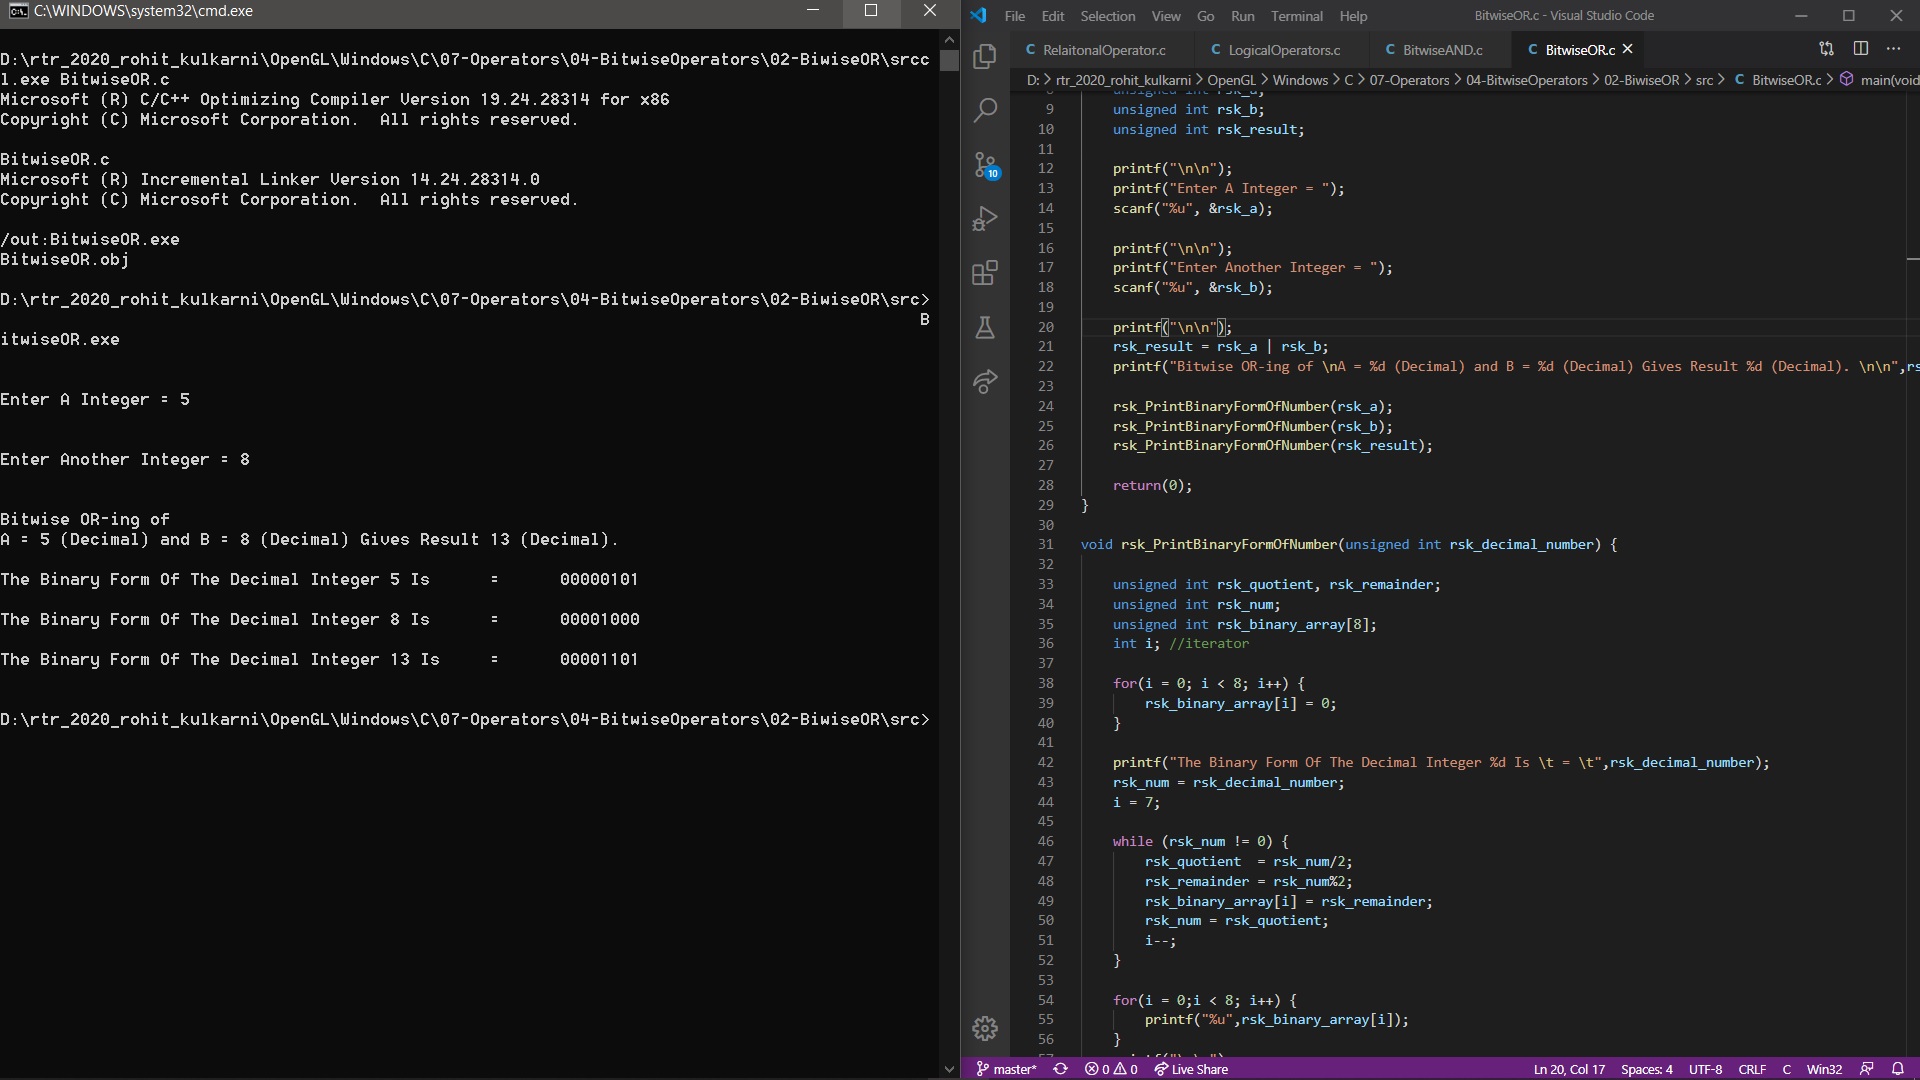 C:\WINDOWS\system32\cmd.exe
D:\rtr_2020_rohit_kulkarni\OpenGL\Windows\C\07-Operators\04-BitwiseOperators\02-BiwiseOR\srcc
l.exe BitwiseOR.c
Microsoft (R) C/C++ Optimizing Compiler Version 19.24.28314 for x86
Copyright (C) Microsoft Corporation.  All rights reserved.
BitwiseOR.c
Microsoft (R) Incremental Linker Version 14.24.28314.0
Copyright (C) Microsoft Corporation.  All rights reserved.
/out:BitwiseOR.exe
BitwiseOR.obj
D:\rtr_2020_rohit_kulkarni\OpenGL\Windows\C\07-Operators\04-BitwiseOperators\02-BiwiseOR\src>
B
itwiseOR.exe
Enter A Integer = 5
Enter Another Integer = 8
Bitwise OR-ing of
A = 5 (Decimal) and B = 8 (Decimal) Gives Result 13 (Decimal).
The Binary Form Of The Decimal Integer 5 Is      =      00000101
The Binary Form Of The Decimal Integer 8 Is      =      00001000
The Binary Form Of The Decimal Integer 13 Is     =      00001101
D:\rtr_2020_rohit_kulkarni\OpenGL\Windows\C\07-Operators\04-BitwiseOperators\02-BiwiseOR\src>
File Edit Selection View Go Run Terminal Help BitwiseOR.c - Visual Studio Code
C RelaitonalOperator.c C LogicalOperators.c C BitwiseAND.c C BitwiseOR.c
D: > rtr_2020_rohit_kulkarni > OpenGL > Windows > C > 07-Operators > 04-BitwiseOperators > 02-BiwiseOR > src > C BitwiseOR.c > main(void
8 unsigned int rsk_a;
9 unsigned int rsk_b;
10 unsigned int rsk_result;
11
12 printf("\n\n");
13 printf("Enter A Integer = ");
14 scanf("%u", &rsk_a);
15
16 printf("\n\n");
17 printf("Enter Another Integer = ");
18 scanf("%u", &rsk_b);
19
20 printf("\n\n");
21 rsk_result = rsk_a | rsk_b;
22 printf("Bitwise OR-ing of \nA = %d (Decimal) and B = %d (Decimal) Gives Result %d (Decimal). \n\n",rs
23
24 rsk_PrintBinaryFormOfNumber(rsk_a);
25 rsk_PrintBinaryFormOfNumber(rsk_b);
26 rsk_PrintBinaryFormOfNumber(rsk_result);
27
28 return(0);
29 }
30
31 void rsk_PrintBinaryFormOfNumber(unsigned int rsk_decimal_number) {
32
33 unsigned int rsk_quotient, rsk_remainder;
34 unsigned int rsk_num;
35 unsigned int rsk_binary_array[8];
36 int i; //iterator
37
38 for(i = 0; i < 8; i++) {
39 rsk_binary_array[i] = 0;
40 }
41
42 printf("The Binary Form Of The Decimal Integer %d Is \t = \t",rsk_decimal_number);
43 rsk_num = rsk_decimal_number;
44 i = 7;
45
46 while (rsk_num != 0) {
47 rsk_quotient  = rsk_num/2;
48 rsk_remainder = rsk_num%2;
49 rsk_binary_array[i] = rsk_remainder;
50 rsk_num = rsk_quotient;
51 i--;
52 }
53
54 for(i = 0;i < 8; i++) {
55 printf("%u",rsk_binary_array[i]);
56 }
10
master* 0 0 Live Share Ln 20, Col 17 Spaces: 4 UTF-8 CRLF C Win32